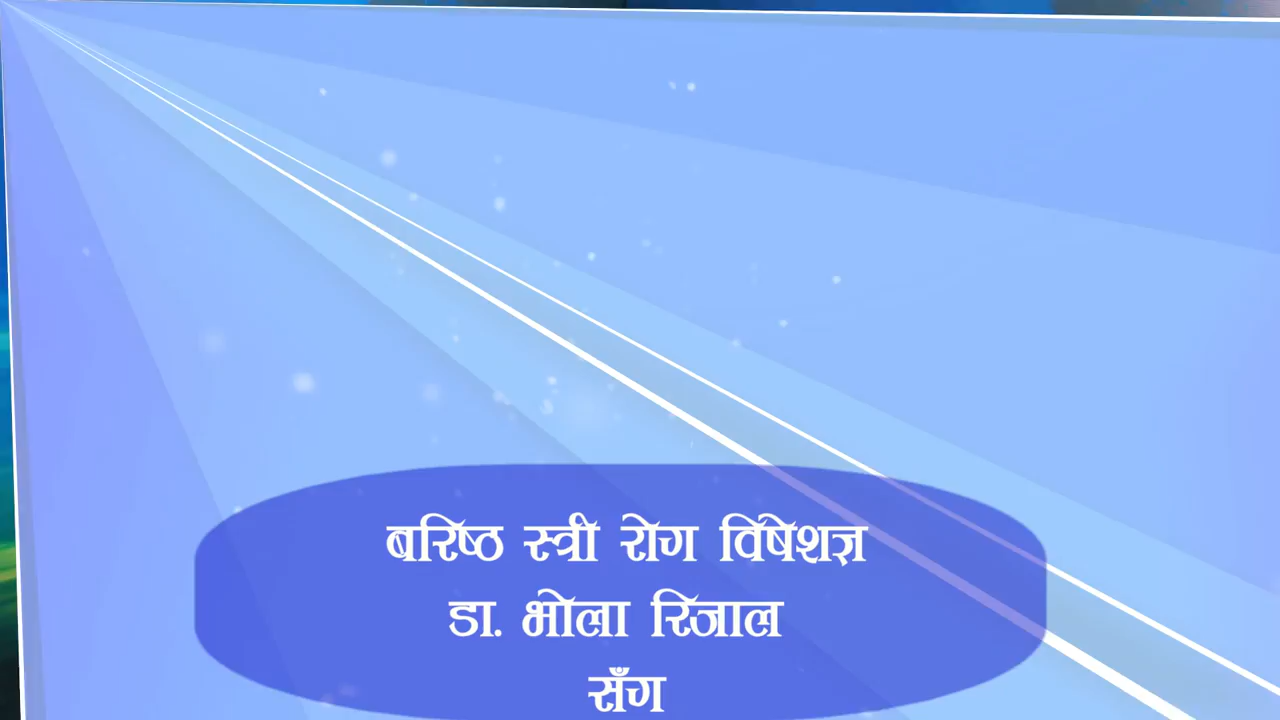 बरिष्ठ स्त्री रोग विषेशज्ञ
डा. भोला रिजाल
सँग